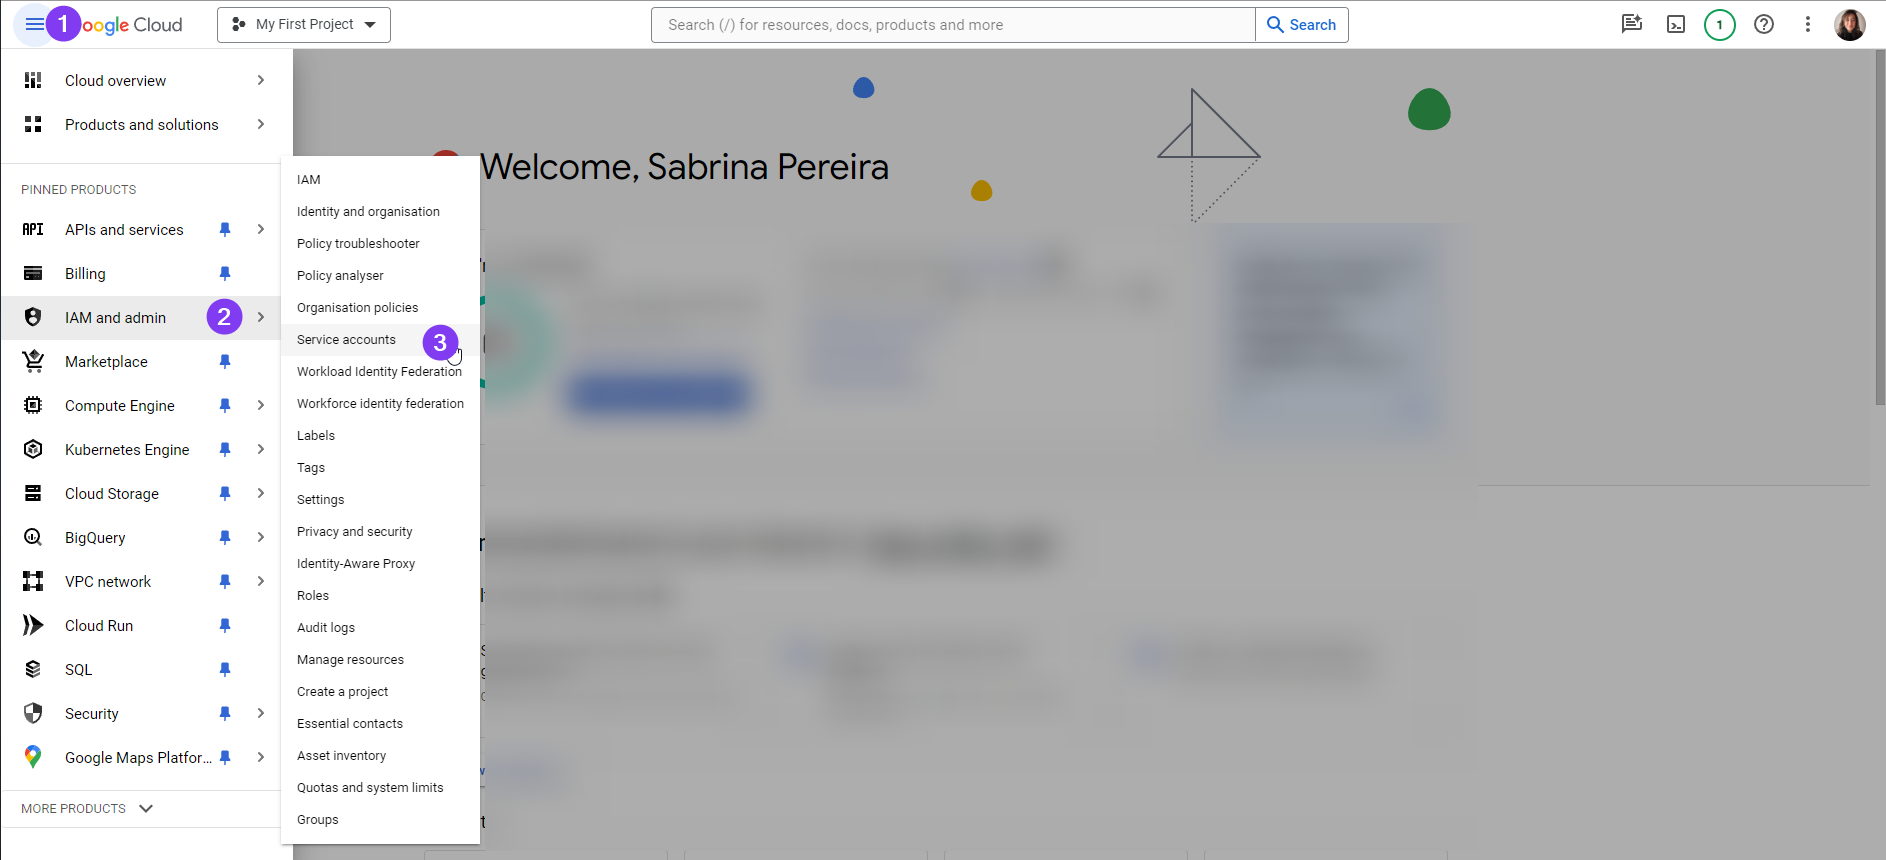 1
oogle Cloud
My First Project
Search (/) for resources, docs, products and more
Search
1
Cloud overview
Products and solutions
PINNED PRODUCTS
API APIs and services
Billing
IAM and admin 2
Marketplace
Compute Engine
Kubernetes Engine
Cloud Storage
BigQuery
VPC network
Cloud Run
SQL
Security
Google Maps Platfor...
MORE PRODUCTS
IAM
Identity and organisation
Policy troubleshooter
Policy analyser
Organisation policies
Service accounts 3
Workload Identity Federation
Workforce identity federation
Labels
Tags
Settings
Privacy and security
Identity-Aware Proxy
Roles
Audit logs
Manage resources
Create a project
Essential contacts
Asset inventory
Quotas and system limits
Groups
Welcome, Sabrina Pereira